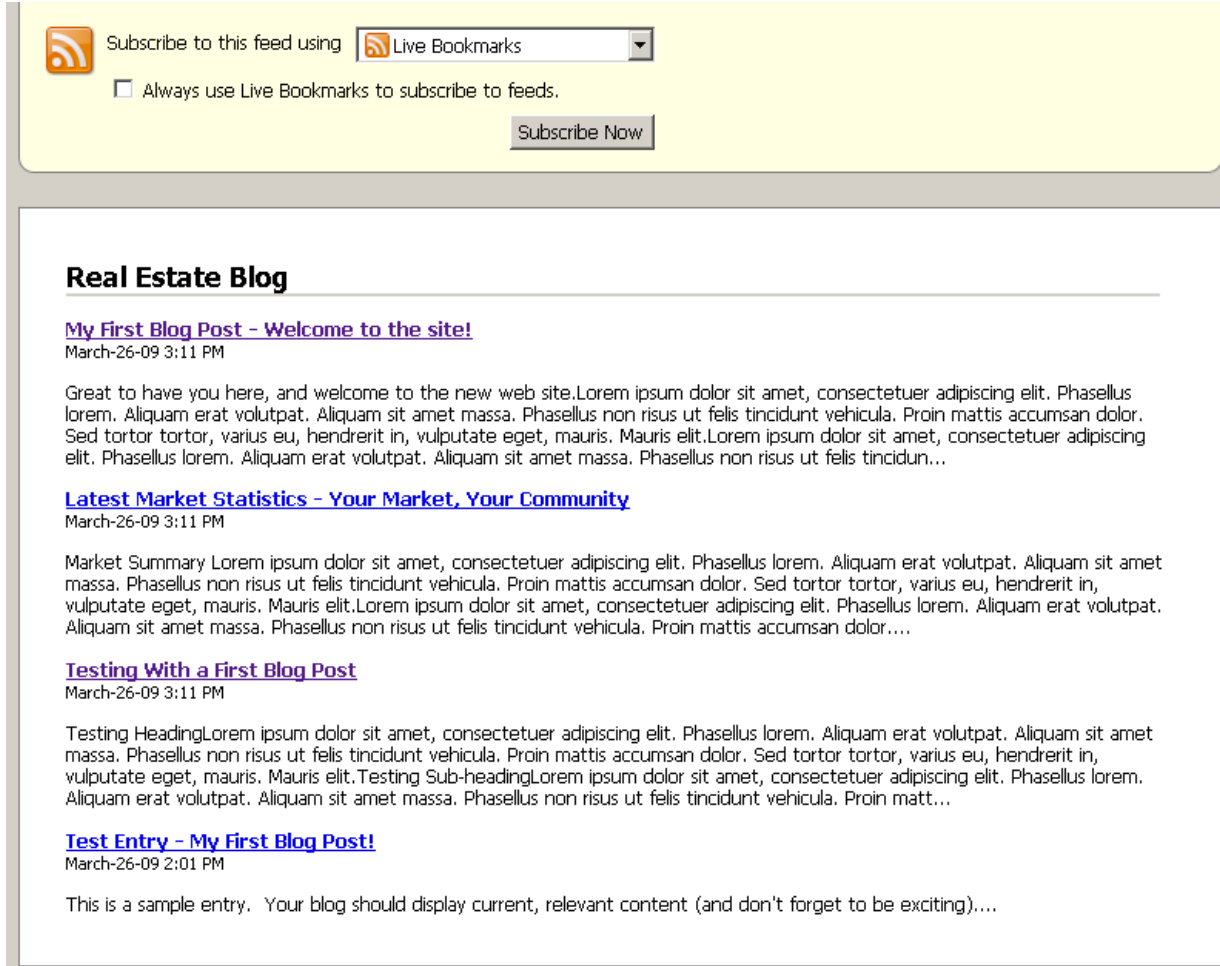 Subscribe to this feed using Live Bookmarks
Always use Live Bookmarks to subscribe to feeds.
Subscribe Now
Real Estate Blog
My First Blog Post - Welcome to the site!
March-26-09 3:11 PM
Great to have you here, and welcome to the new web site.Lorem ipsum dolor sit amet, consectetuer adipiscing elit. Phasellus
lorem. Aliquam erat volutpat. Aliquam sit amet massa. Phasellus non risus ut felis tincidunt vehicula. Proin mattis accumsan dolor.
Sed tortor tortor, varius eu, hendrerit in, vulputate eget, mauris. Mauris elit.Lorem ipsum dolor sit amet, consectetuer adipiscing
elit. Phasellus lorem. Aliquam erat volutpat. Aliquam sit amet massa. Phasellus non risus ut felis tincidun...
Latest Market Statistics - Your Market, Your Community
March-26-09 3:11 PM
Market Summary Lorem ipsum dolor sit amet, consectetuer adipiscing elit. Phasellus lorem. Aliquam erat volutpat. Aliquam sit amet
massa. Phasellus non risus ut felis tincidunt vehicula. Proin mattis accumsan dolor. Sed tortor tortor, varius eu, hendrerit in,
vulputate eget, mauris. Mauris elit.Lorem ipsum dolor sit amet, consectetuer adipiscing elit. Phasellus lorem. Aliquam erat volutpat.
Aliquam sit amet massa. Phasellus non risus ut felis tincidunt vehicula. Proin mattis accumsan dolor....
Testing With a First Blog Post
March-26-09 3:11 PM
Testing HeadingLorem ipsum dolor sit amet, consectetuer adipiscing elit. Phasellus lorem. Aliquam erat volutpat. Aliquam sit amet
massa. Phasellus non risus ut felis tincidunt vehicula. Proin mattis accumsan dolor. Sed tortor tortor, varius eu, hendrerit in,
vulputate eget, mauris. Mauris elit.Testing Sub-headingLorem ipsum dolor sit amet, consectetuer adipiscing elit. Phasellus lorem.
Aliquam erat volutpat. Aliquam sit amet massa. Phasellus non risus ut felis tincidunt vehicula. Proin matt...
Test Entry - My First Blog Post!
March-26-09 2:01 PM
This is a sample entry.  Your blog should display current, relevant content (and don't forget to be exciting)....